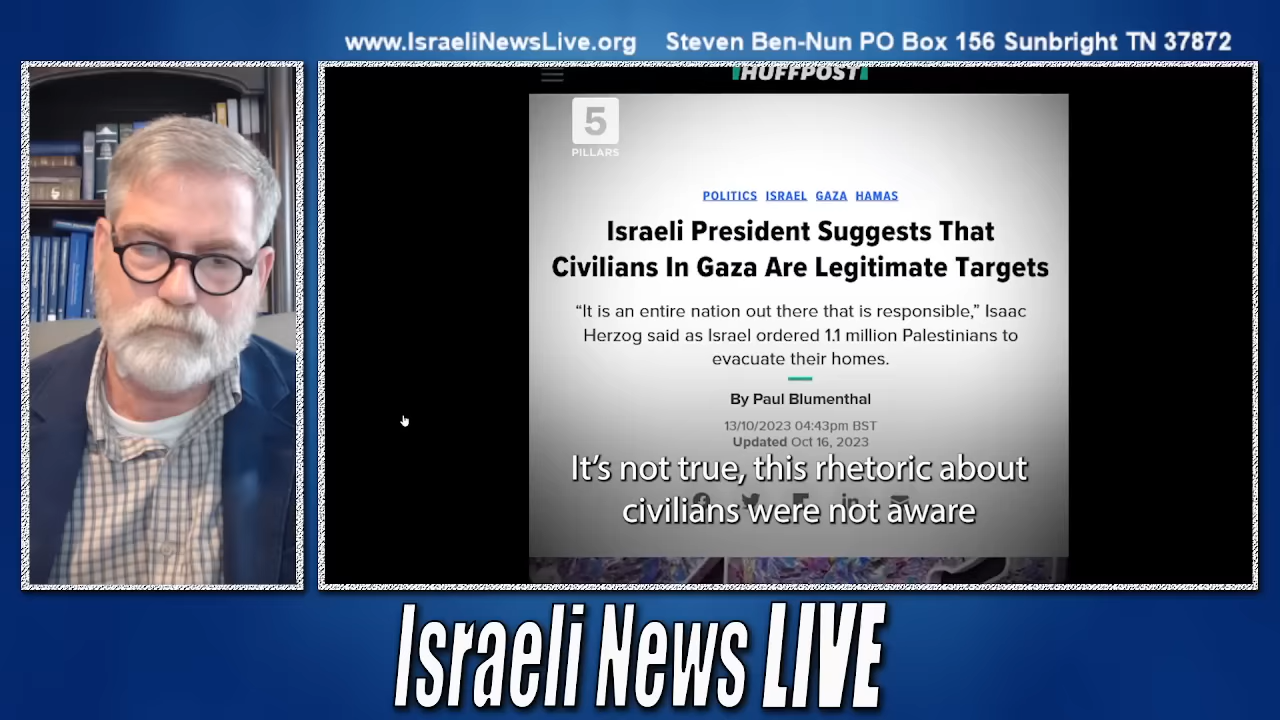 www.IsraeliNewsLive.org Steven Ben-Nun PO Box 156 Sunbright TN 37872
HUFFPOST
5
PILLARS
POLITICS ISRAEL GAZA HAMAS
Israeli President Suggests That
Civilians In Gaza Are Legitimate Targets
“It is an entire nation out there that is responsible,” Isaac
Herzog said as Israel ordered 1.1 million Palestinians to
evacuate their homes.
By Paul Blumenthal
13/10/2023 04:43pm BST
Updated Oct 16, 2023
It’s not true, this rhetoric about
civilians were not aware
Israeli News LIVE